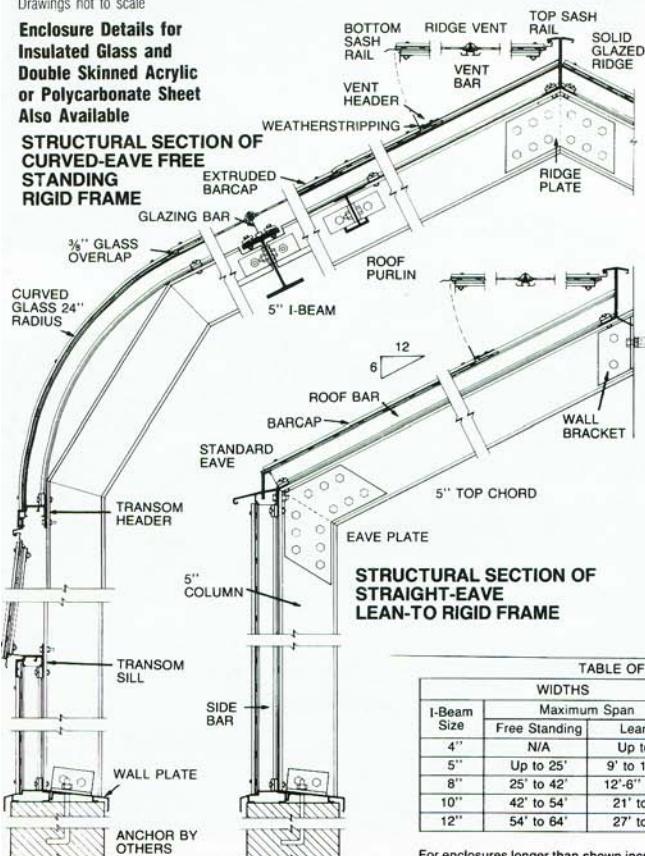 Drawings not to scale
Enclosure Details for
Insulated Glass and
Double Skinned Acrylic
or Polycarbonate Sheet
Also Available
STRUCTURAL SECTION OF
CURVED-EAVE FREE
STANDING
RIGID FRAME
BOTTOM
SASH
RAIL
RIDGE VENT
TOP SASH
RAIL
SOLID
GLAZED
RIDGE
VENT
BAR
VENT
HEADER
WEATHERSTRIPPING
EXTRUDED
BARCAP
RIDGE
PLATE
GLAZING BAR
3/8" GLASS
OVERLAP
ROOF
PURLIN
CURVED
GLASS 24"
RADIUS
5" I-BEAM
12
6
ROOF BAR
BARCAP
WALL
BRACKET
STANDARD
EAVE
5" TOP CHORD
TRANSOM
HEADER
EAVE PLATE
5"
COLUMN
STRUCTURAL SECTION OF
STRAIGHT-EAVE
LEAN-TO RIGID FRAME
TRANSOM
SILL
SIDE
BAR
WALL PLATE
ANCHOR BY
OTHERS
TABLE OF
WIDTHS
I-Beam
Size
Maximum Span
Free Standing
4" N/A
5" Up to 25' 9' to
8" 25' to 42' 12'-6"
10" 42' to 54' 21' to
12" 54' to 64' 27' to
For enclosures longer than shown